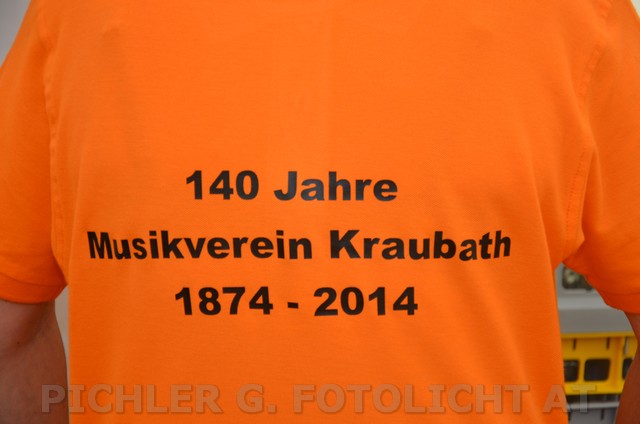 140 Jahre
Musikverein Kraubath
1874 - 2014
PICHLER G. FOTOLICHT AT